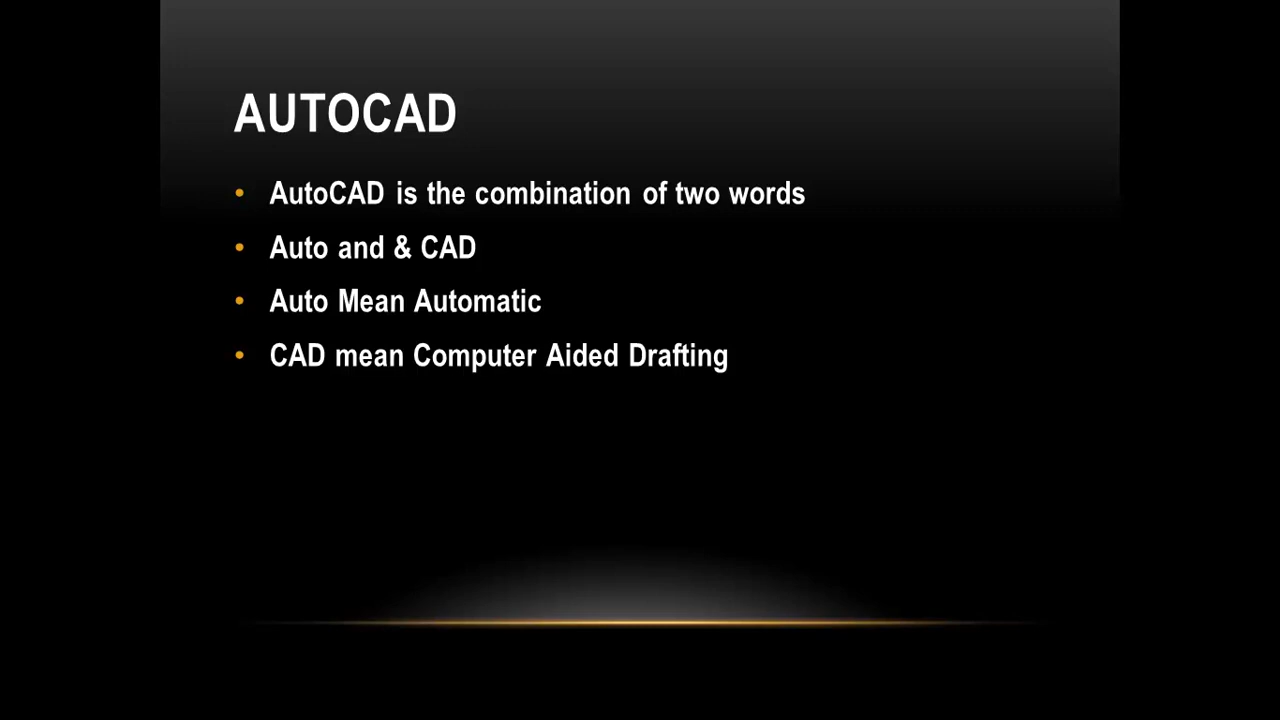 AUTOCAD
• AutoCAD is the combination of two words
• Auto and & CAD
• Auto Mean Automatic
• CAD mean Computer Aided Drafting